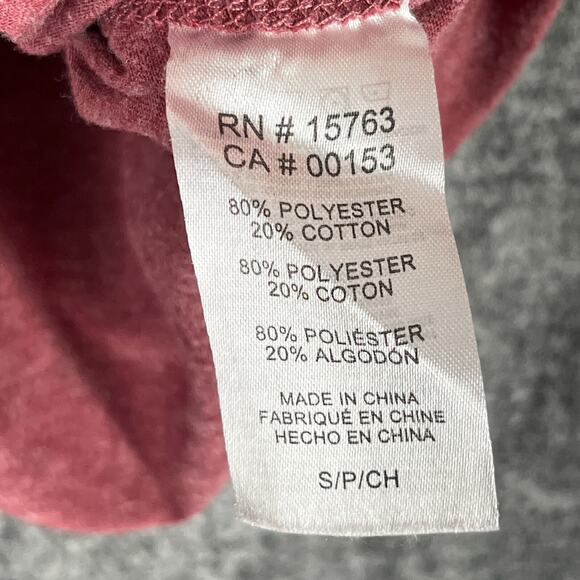 RN # 15763
CA # 00153
80% POLYESTER
20% COTTON
80% POLYESTER
20% COTON
80% POLIÉSTER
20% ALGODÓN
MADE IN CHINA
FABRIQUÉ EN CHINE
HECHO EN CHINA
S/P/CH